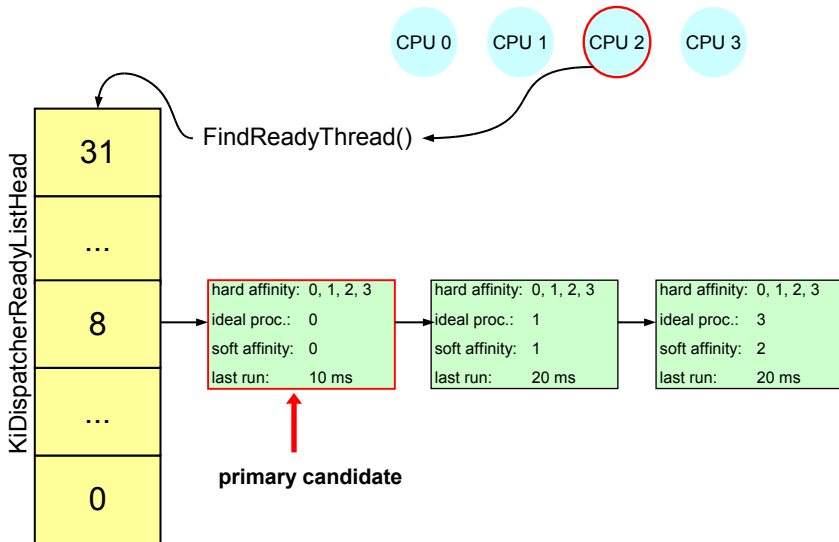 CPU 0 CPU 1 CPU 2 CPU 3
FindReadyThread()
KiDispatcherReadyListHead
31
...
8
...
0
hard affinity: 0, 1, 2, 3
ideal proc.: 0
soft affinity: 0
last run: 10 ms
hard affinity: 0, 1, 2, 3
ideal proc.: 1
soft affinity: 1
last run: 20 ms
hard affinity: 0, 1, 2, 3
ideal proc.: 3
soft affinity: 2
last run: 20 ms
primary candidate